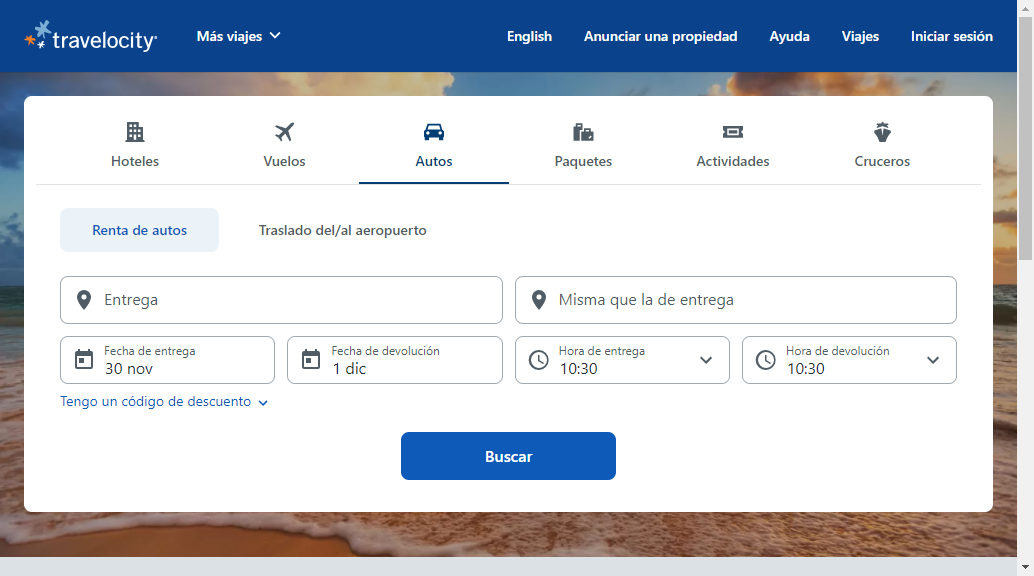 travelocity
Más viajes
English
Anunciar una propiedad
Ayuda
Viajes
Iniciar sesión
Hoteles
Vuelos
Autos
Paquetes
Actividades
Cruceros
Renta de autos
Traslado del/al aeropuerto
Entrega
Misma que la de entrega
Fecha de entrega
30 nov
Fecha de devolución
1 dic
Hora de entrega
10:30
Hora de devolución
10:30
Tengo un código de descuento
Buscar